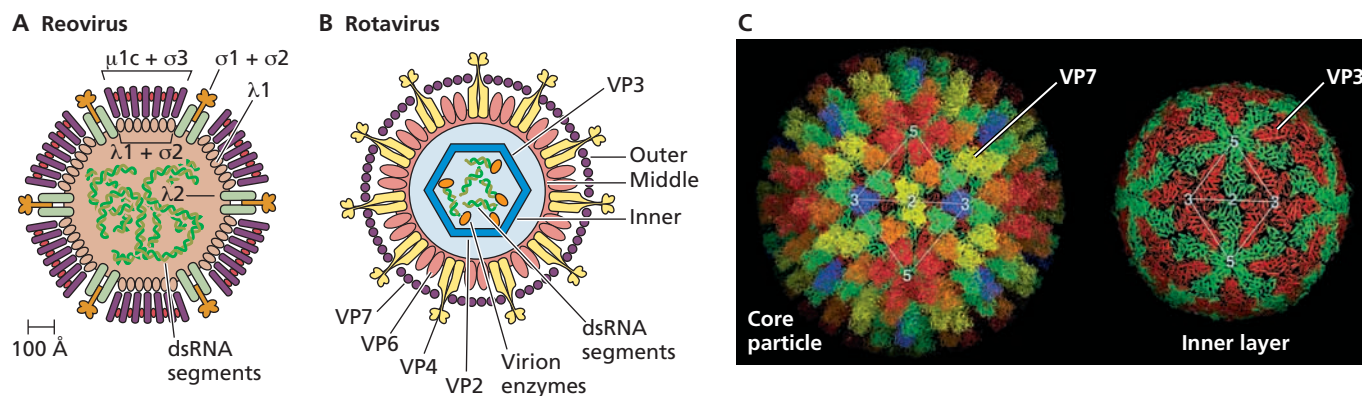 A Reovirus
μ1c + σ3
σ1 + σ2
λ1
λ1 + σ2
λ2
100 Å
dsRNA
segments
B Rotavirus
VP3
Outer
Middle
Inner
VP7
VP6
VP4
VP2
Virion
enzymes
dsRNA
segments
C
VP7
5
3
2
3
5
Core
particle
VP3
5
3
2
3
5
Inner layer